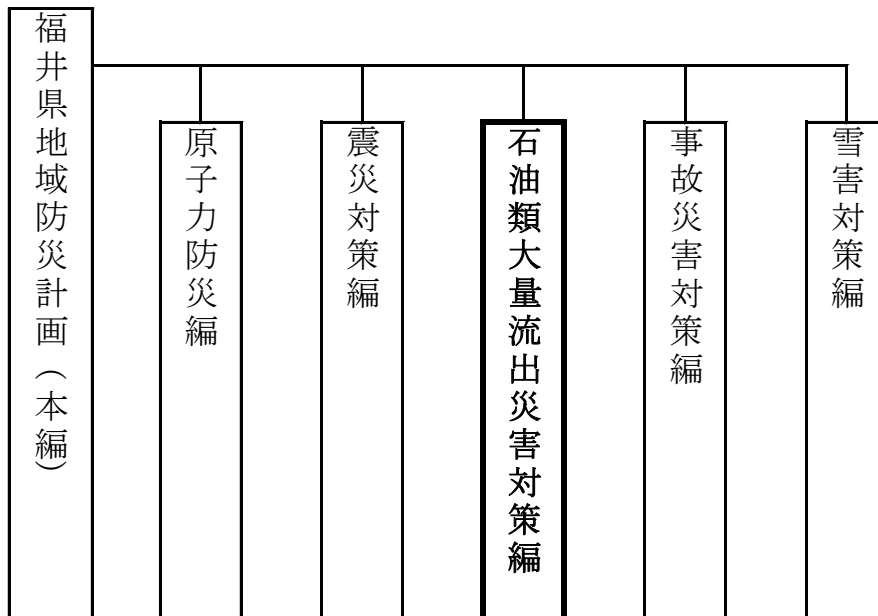 福井県地域防災計画（本編）
原子力防災編
震災対策編
石油類大量流出災害対策編
事故災害対策編
雪害対策編